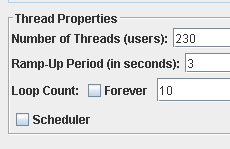 Thread Properties
Number of Threads (users): 230
Ramp-Up Period (in seconds): 3
Loop Count: Forever 10
Scheduler